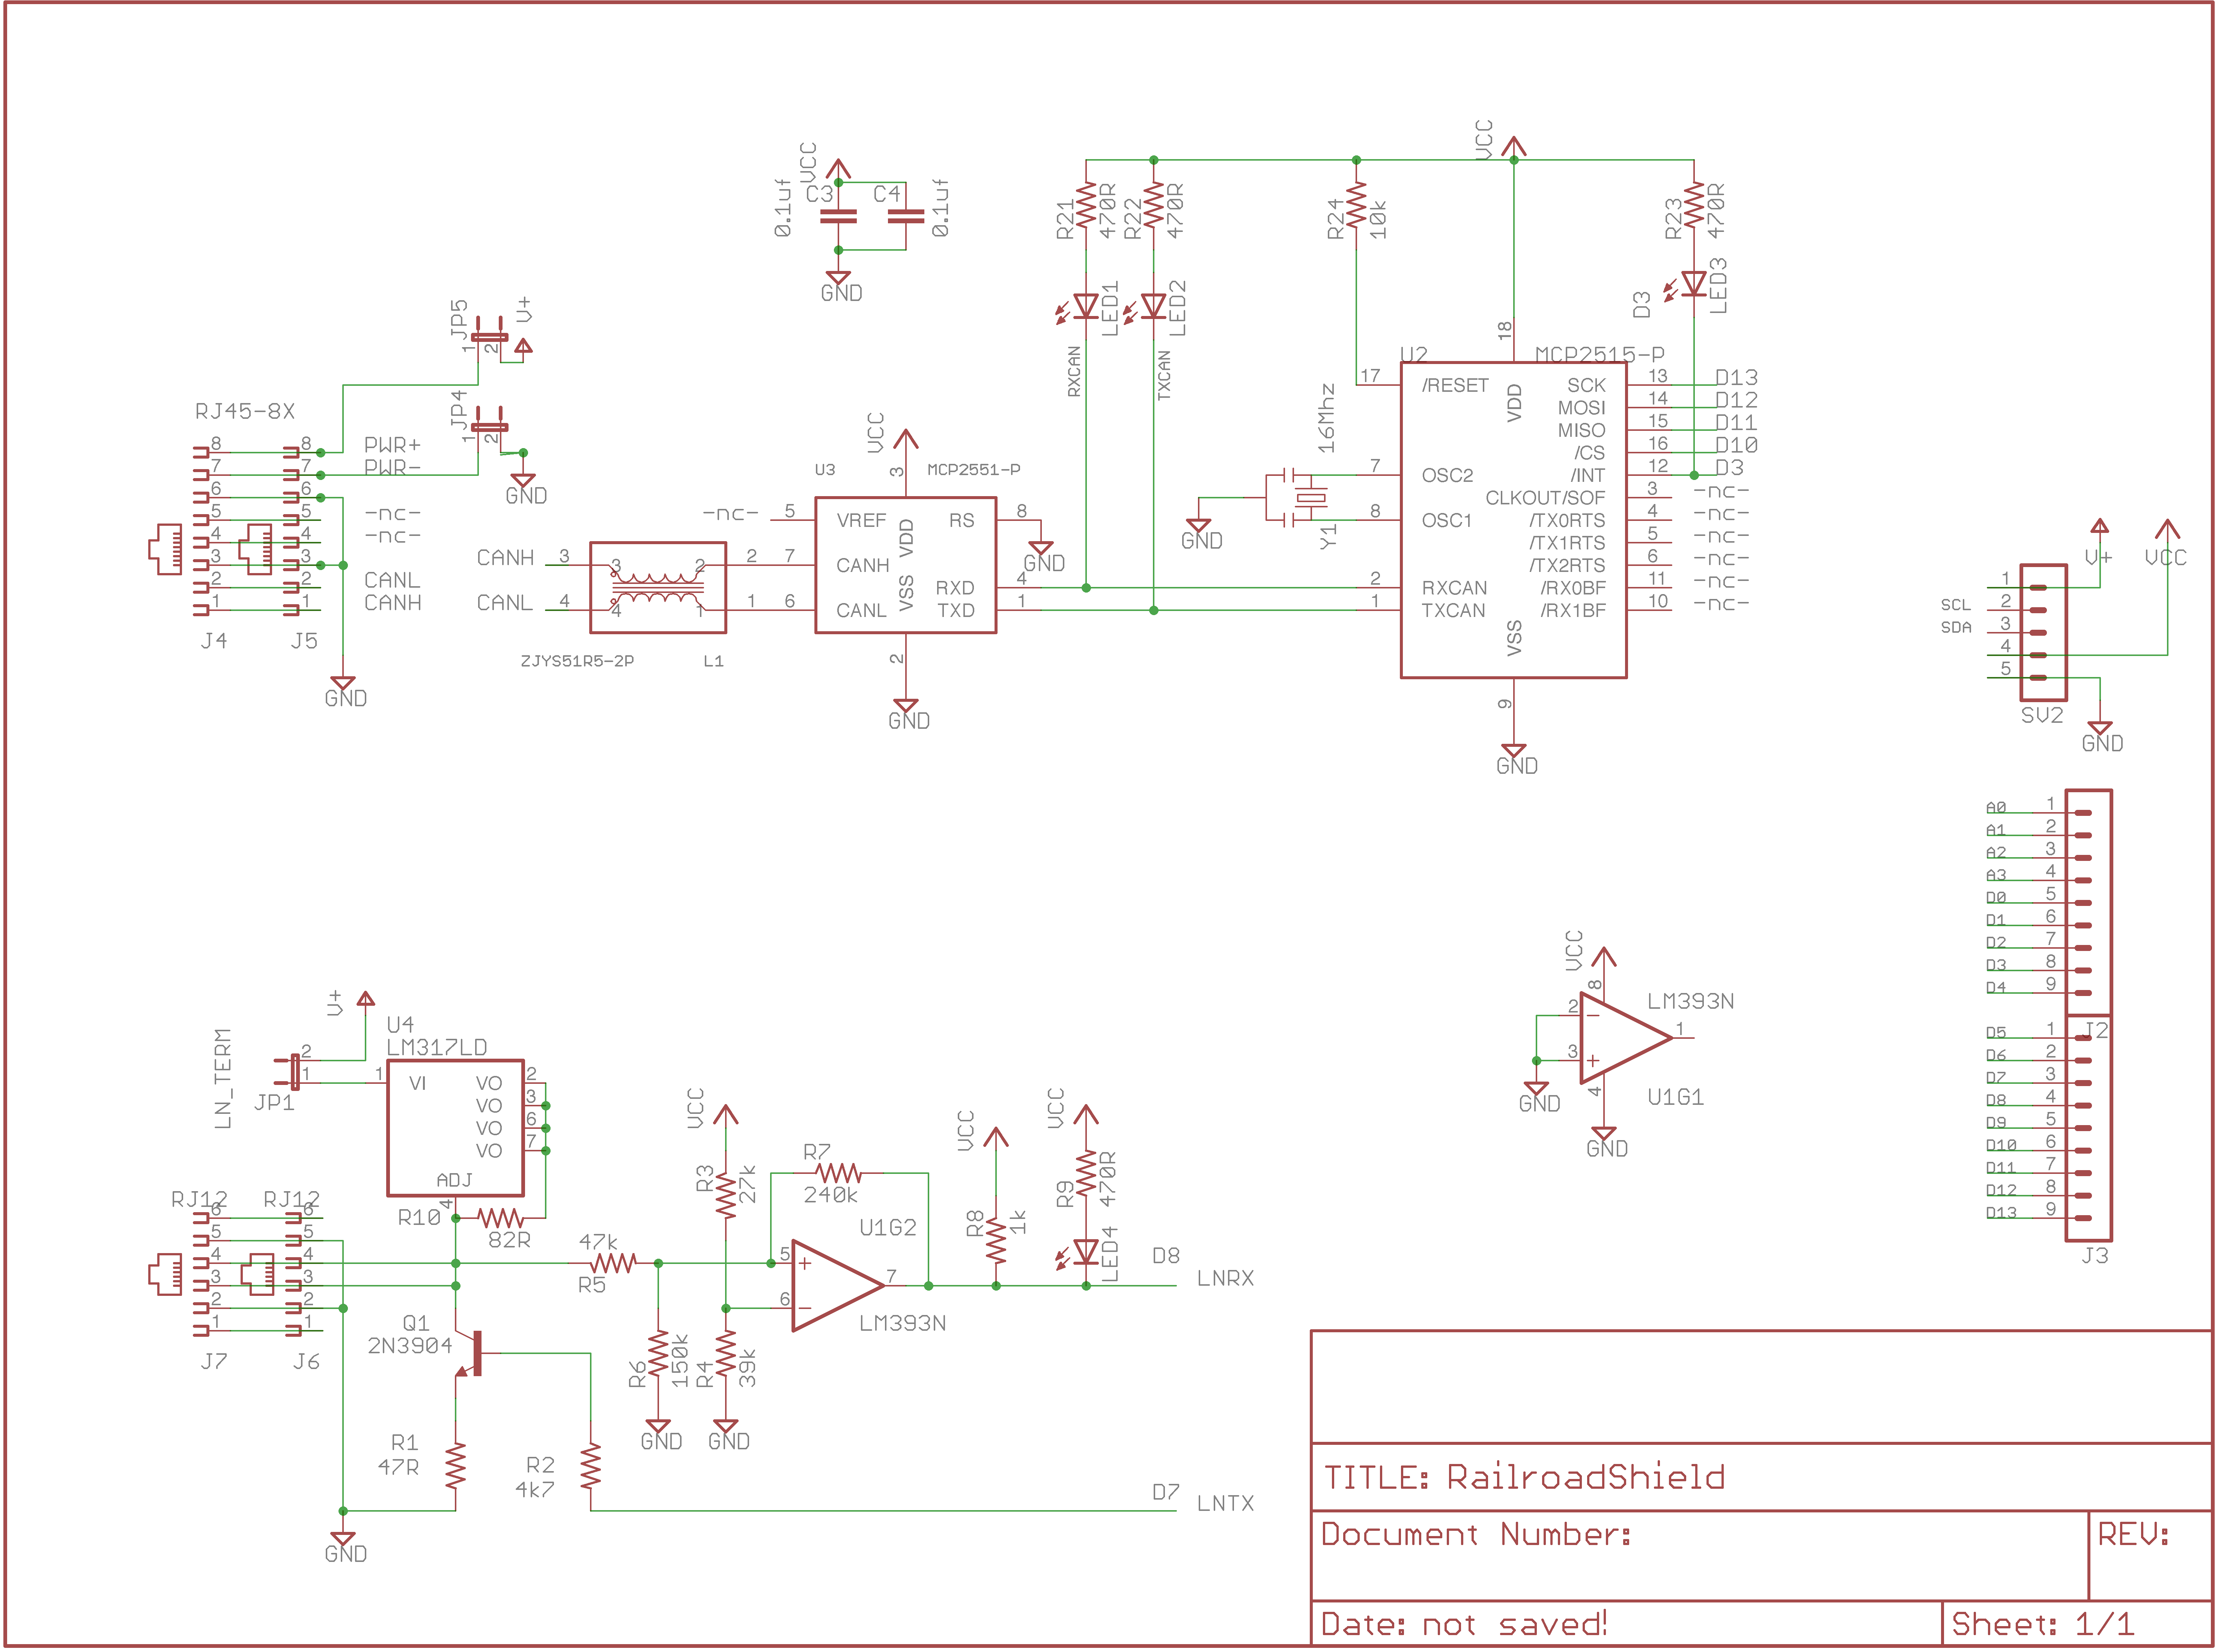 VCC
C3
0.1uf
C4
0.1uf
GND
VCC
R21
470R
R22
470R
R24
10k
R23
470R
LED1
LED2
D3
LED3
RXCAN
TXCAN
JP5
1
2
V+
JP4
1
2
GND
RJ45-8X
8
7
6
5
4
3
2
1
J4
8
7
6
5
4
3
2
1
J5
PWR+
PWR-
-nc-
-nc-
CANL
CANH
GND
CANH
CANL
3
4
3
2
4
1
2
1
ZJYS51R5-2P
L1
U3
MCP2551-P
VCC
3
-nc-
5
7
6
VREF
CANH
CANL
VDD
VSS
RS
RXD
TXD
8
4
1
2
GND
GND
U2
MCP2515-P
18
17
/RESET
VDD
16Mhz
Y1
GND
7
OSC2
8
OSC1
2
RXCAN
1
TXCAN
VSS
9
GND
SCK
13
D13
MOSI
14
D12
MISO
15
D11
/CS
16
D10
/INT
12
D3
CLKOUT/SOF
3
-nc-
/TX0RTS
4
-nc-
/TX1RTS
5
-nc-
/TX2RTS
6
-nc-
/RX0BF
11
-nc-
/RX1BF
10
-nc-
V+
VCC
1
SCL
2
SDA
3
4
5
SV2
GND
A0
1
A1
2
A2
3
A3
4
D0
5
D1
6
D2
7
D3
8
D4
9
J2
D5
1
D6
2
D7
3
D8
4
D9
5
D10
6
D11
7
D12
8
D13
9
J3
VCC
8
LM393N
2
3
1
4
GND
GND
U1G1
V+
LN_TERM
2
1
JP1
U4
LM317LD
1
VI
VO
2
VO
3
VO
6
VO
7
ADJ
4
R10
82R
RJ12
RJ12
6
5
4
3
2
1
J7
6
5
4
3
2
1
J6
Q1
2N3904
R1
47R
R2
4k7
GND
47k
R5
R6
150k
GND
VCC
R3
27k
R4
39k
GND
R7
240k
U1G2
5
6
7
LM393N
VCC
R8
1k
VCC
R9
470R
LED4
D8
LNRX
D7
LNTX
TITLE: RailroadShield
Document Number:
REV:
Date: not saved!
Sheet: 1/1